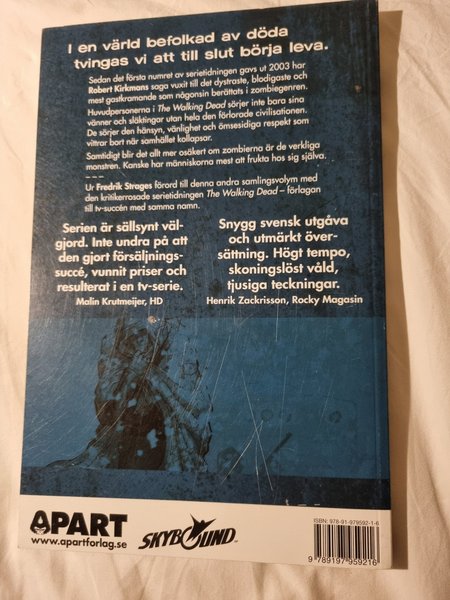 I en värld befolkad av döda
tvingas vi att till slut börja leva.
Sedan det första numret av serietidningen gavs ut 2003 har
Robert Kirkmans saga vuxit till det dystraste, blodigaste och
mest gastkramande som någonsin berättats i zombiegenren.
Huvudpersonerna i The Walking Dead sörjer inte bara sina
vänner och släktingar utan hela den förlorade civilisationen.
De sörjer den hänsyn, vänlighet och ömsesidiga respekt som
vittrar bort när samhället kollapsar.
Samtidigt blir det allt mer osäkert om zombierna är de verkliga
monstren. Kanske har människorna mest att frukta hos sig själva.
– – –
Ur Fredrik Strages förord till denna andra samlingsvolym med
den kritikerrosade serietidningen The Walking Dead – förlagan
till tv-succén med samma namn.
Serien är sällsynt väl-
gjord. Inte undra på att
den gjort försäljnings-
succé, vunnit priser och
resulterat i en tv-serie.
Malin Krutmeijer, HD
Snygg svensk utgåva
och utmärkt över-
sättning. Högt tempo,
skoningslöst våld,
tjusiga teckningar.
Henrik Zackrisson, Rocky Magasin
APART
www.apartforlag.se
SKYBOUND™
ISBN: 978-91-979592-1-6
9 789197 959216